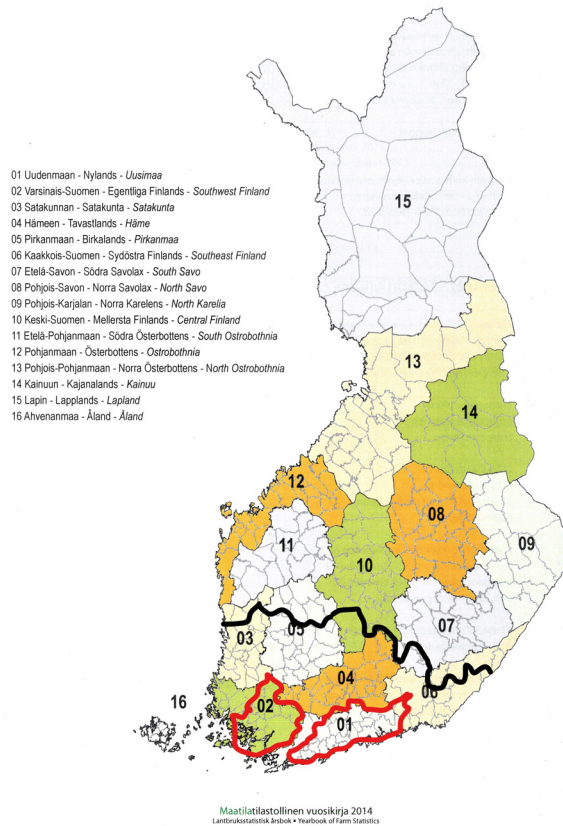 01 Uudenmaan - Nylands - Uusimaa
02 Varsinais-Suomen - Egentliga Finlands - Southwest Finland
03 Satakunnan - Satakunta - Satakunta
04 Hämeen - Tavastlands - Häme
05 Pirkanmaan - Birkalands - Pirkanmaa
06 Kaakkois-Suomen - Sydöstra Finlands - Southeast Finland
07 Etelä-Savon - Södra Savolax - South Savo
08 Pohjois-Savon - Norra Savolax - North Savo
09 Pohjois-Karjalan - Norra Karelens - North Karelia
10 Keski-Suomen - Mellersta Finlands - Central Finland
11 Etelä-Pohjanmaan - Södra Österbottens - South Ostrobothnia
12 Pohjanmaan - Österbottens - Ostrobothnia
13 Pohjois-Pohjanmaan - Norra Österbottens - North Ostrobothnia
14 Kainuun - Kajanalands - Kainuu
15 Lapin - Lapplands - Lapland
16 Ahvenanmaa - Åland - Åland
15
13
14
12
08
11
09
10
07
03
05
04
06
16
02
01
Maatilatilastollinen vuosikirja 2014
Lantbruksstatistisk årsbok • Yearbook of Farm Statistics